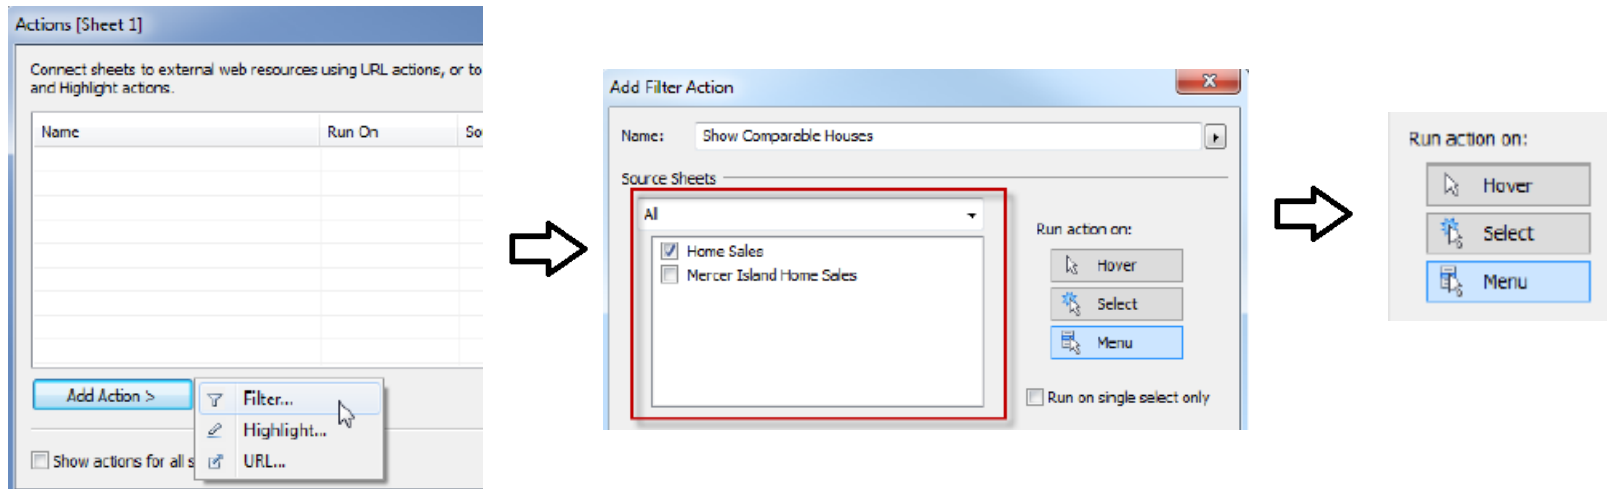 Actions [Sheet 1]
Connect sheets to external web resources using URL actions, or to
and Highlight actions.
Name Run On So
Add Action >
Filter...
Highlight...
URL...
Show actions for all s
Add Filter Action
Name: Show Comparable Houses
Source Sheets
All
Home Sales
Mercer Island Home Sales
Run action on:
Hover
Select
Menu
Run on single select only
Run action on:
Hover
Select
Menu